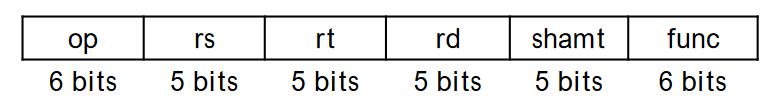 op rs rt rd shamt func
6 bits 5 bits 5 bits 5 bits 5 bits 6 bits